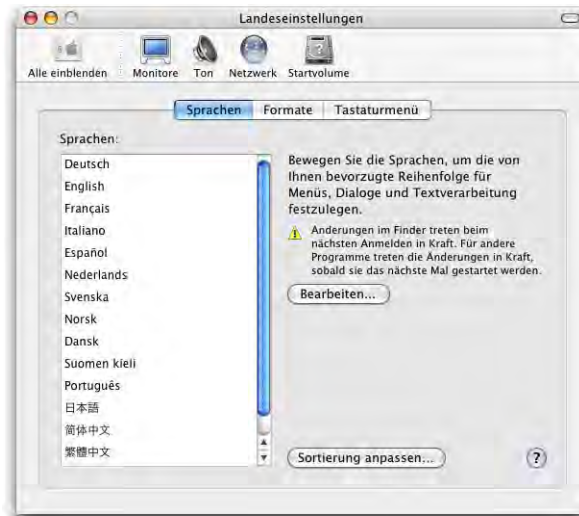 Landeseinstellungen
Alle einblenden
Monitore
Ton
Netzwerk
Startvolume
Sprachen
Formate
Tastaturmenü
Sprachen:
Deutsch
English
Français
Italiano
Español
Nederlands
Svenska
Norsk
Dansk
Suomen kieli
Português
日本語
简体中文
繁體中文
Bewegen Sie die Sprachen, um die von
Ihnen bevorzugte Reihenfolge für
Menüs, Dialoge und Textverarbeitung
festzulegen.
Änderungen im Finder treten beim
nächsten Anmelden in Kraft. Für andere
Programme treten die Änderungen in Kraft,
sobald sie das nächste Mal gestartet werden.
Bearbeiten...
Sortierung anpassen...
?